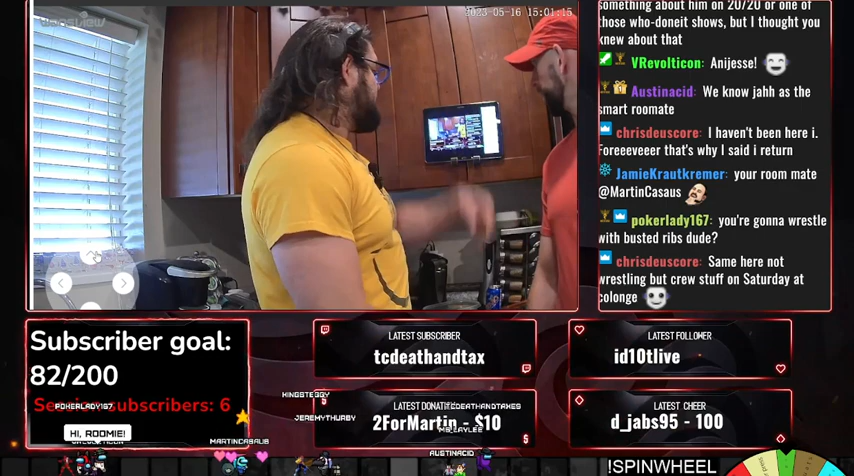 wansview
2023-05-16 15:01:15
something about him on 20/20 or one of
those who-doneit shows, but I thought you
knew about that
VRevolticon: Anijesse!
Austinacid: We know jahh as the
smart roomate
chrisdeuscore: I haven't been here i.
Foreeeveeer that's why I said i return
JamieKrautkremer: your room mate
@MartinCasaus
pokerlady167: you're gonna wrestle
with busted ribs dude?
chrisdeuscore: Same here not
wrestling but crew stuff on Saturday at
cologne
Subscriber goal:
82/200
subscribers: 6
POKERLADY167
HI, ROOMIE!
MARTINCASAUB
KINGSTEGGY
JEREMYTHURBY
LATEST SUBSCRIBER
tcdeathandtax
LATEST FOLLOWER
id10tlive
LATEST
TCDEATHANDTAXES
2ForMartin - $10
LATEST CHEER
d_jabs95 - 100
AUSTINACID
!SPINWHEEL